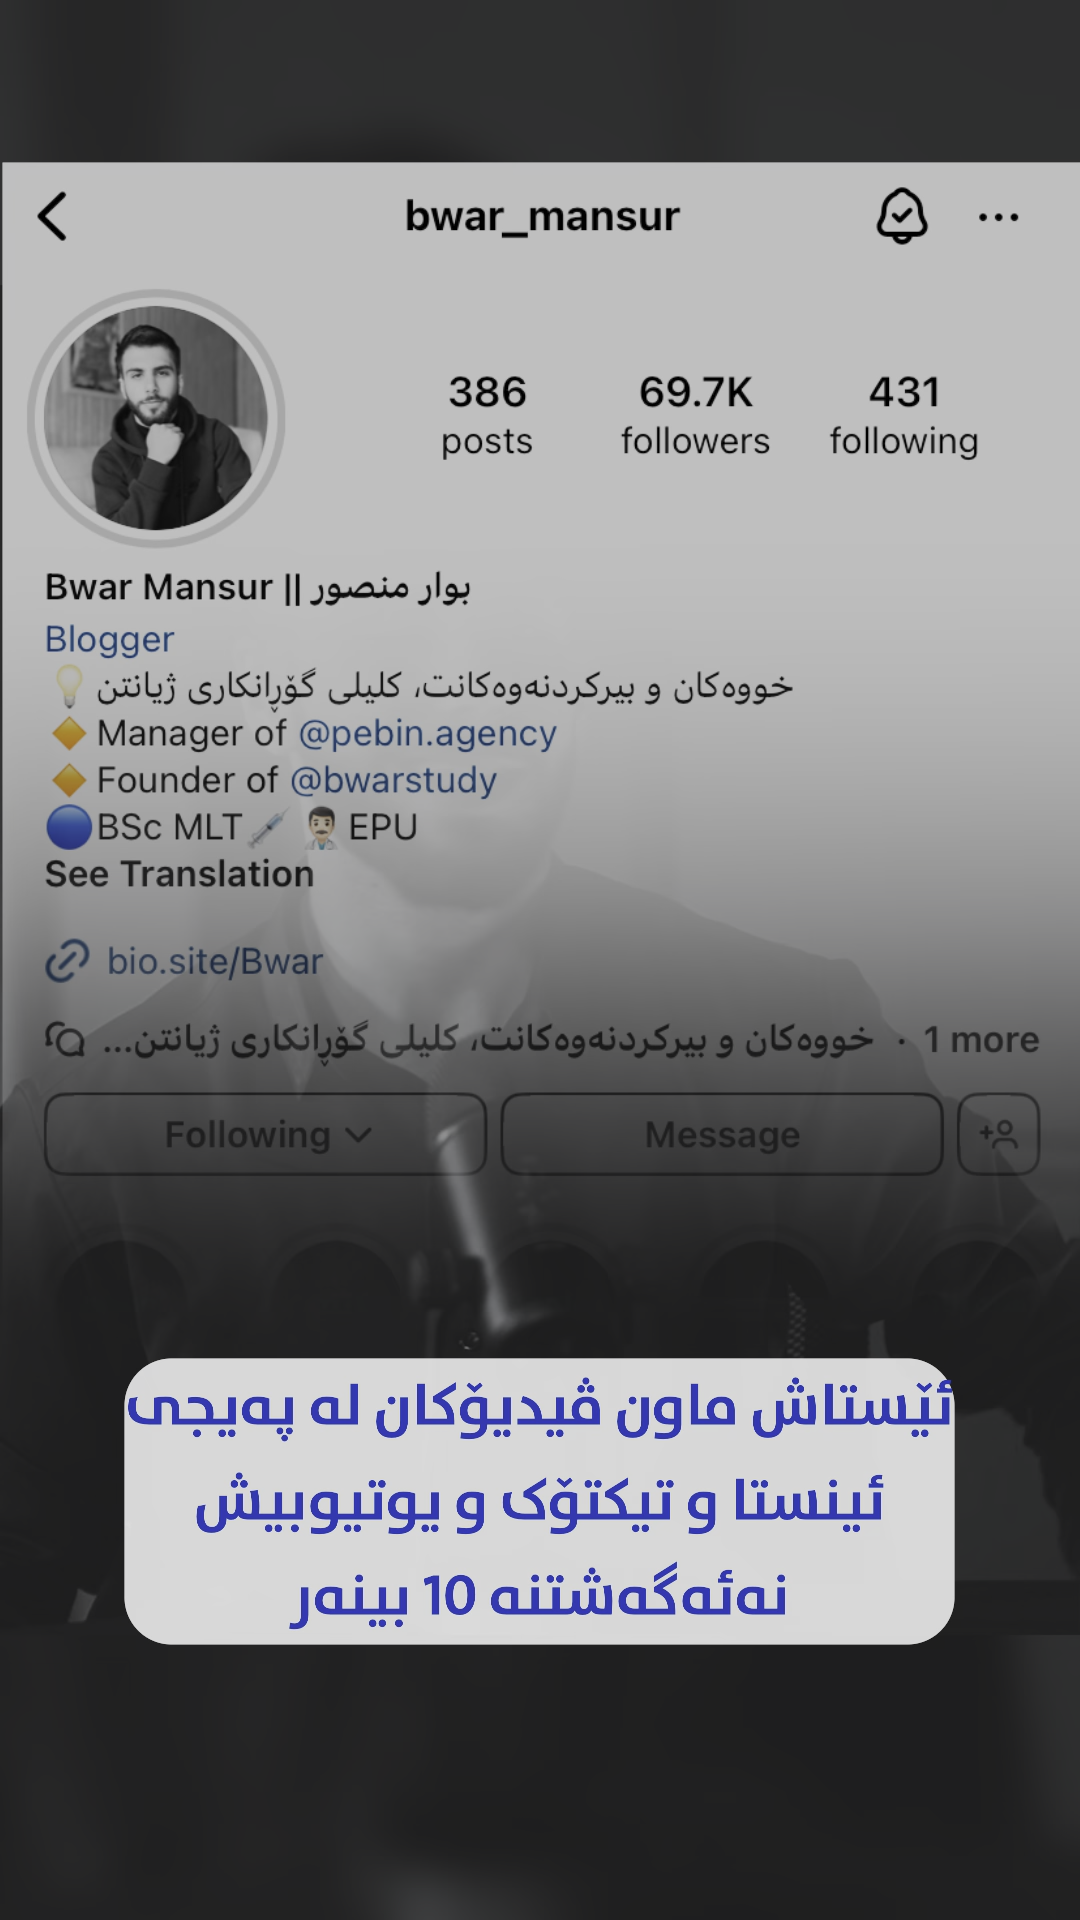 bwar_mansur
386
69.7K
431
posts
followers
following
Bwar Mansur || بوار منصور
Blogger
💡 خووەکان و بیرکردنەوەکانت، کلیلی گۆڕانکاری ژیانتن
🔶 Manager of @pebin.agency
🔶 Founder of @bwarstudy
🔵BSc MLT💉👨🏻‍⚕️ EPU
See Translation
bio.site/Bwar
خووەکان و بیرکردنەوەکانت، کلیلی گۆڕانکاری ژیانتن... · 1 more
Following
Message
ئێستاش ماون ڤیدیۆکان لە پەیجی
ئینستا و تیکتۆک و یوتیوبیش
نەئەگەشتنە 10 بینەر